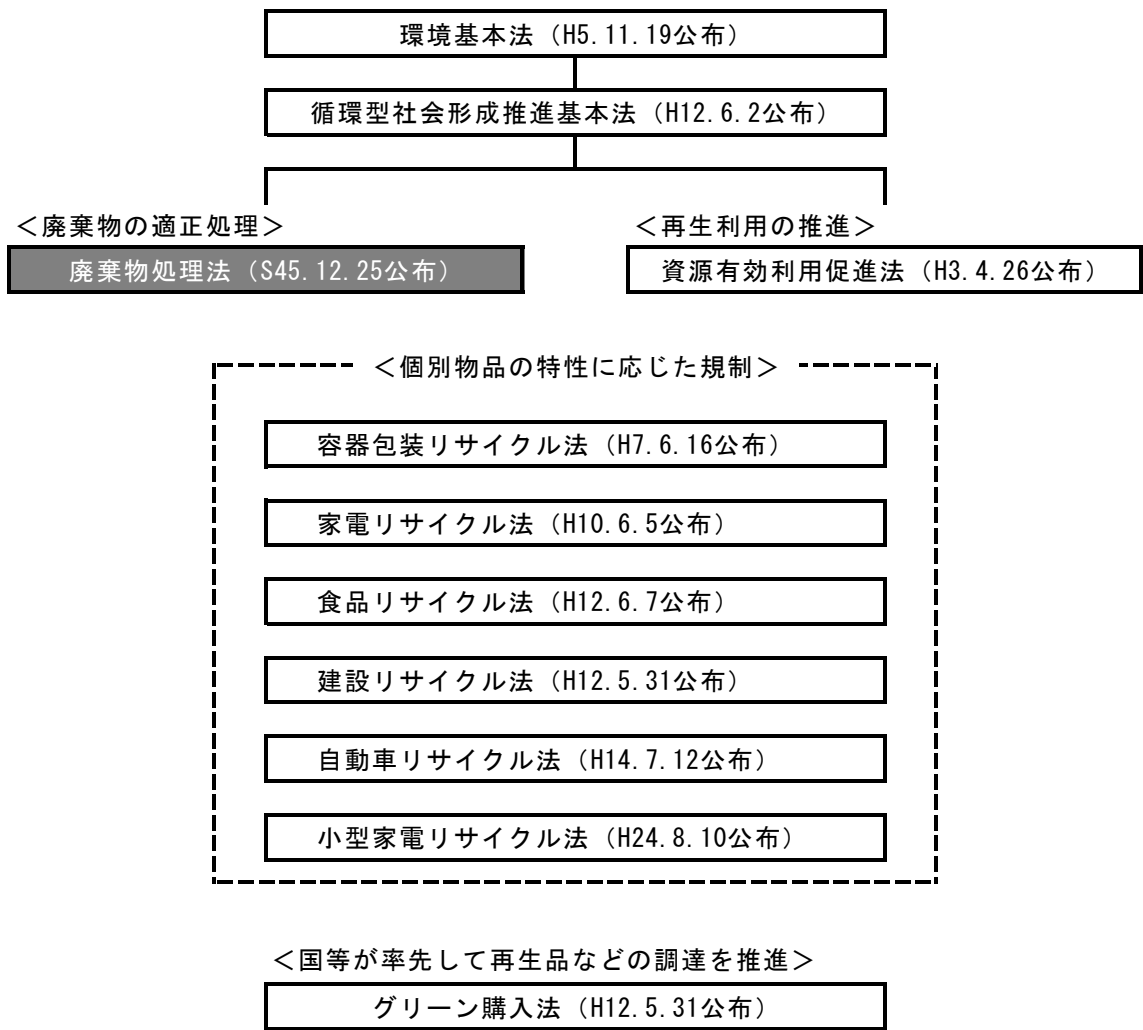 環境基本法（H5.11.19公布）
循環型社会形成推進基本法（H12.6.2公布）
＜廃棄物の適正処理＞
＜再生利用の推進＞
廃棄物処理法（S45.12.25公布）
資源有効利用促進法（H3.4.26公布）
＜個別物品の特性に応じた規制＞
容器包装リサイクル法（H7.6.16公布）
家電リサイクル法（H10.6.5公布）
食品リサイクル法（H12.6.7公布）
建設リサイクル法（H12.5.31公布）
自動車リサイクル法（H14.7.12公布）
小型家電リサイクル法（H24.8.10公布）
＜国等が率先して再生品などの調達を推進＞
グリーン購入法（H12.5.31公布）